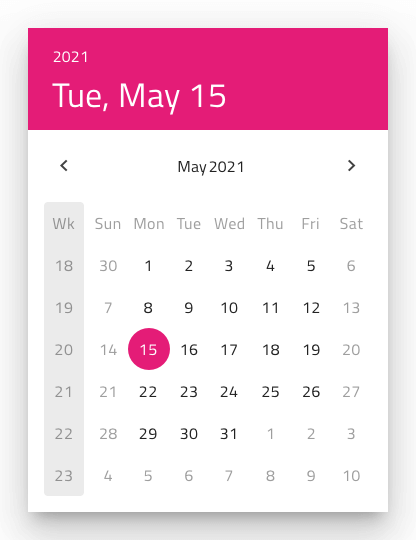 2021
Tue, May 15
May 2021
Wk Sun Mon Tue Wed Thu Fri Sat
18 30 1 2 3 4 5 6
19 7 8 9 10 11 12 13
20 14 15 16 17 18 19 20
21 21 22 23 24 25 26 27
22 28 29 30 31 1 2 3
23 4 5 6 7 8 9 10